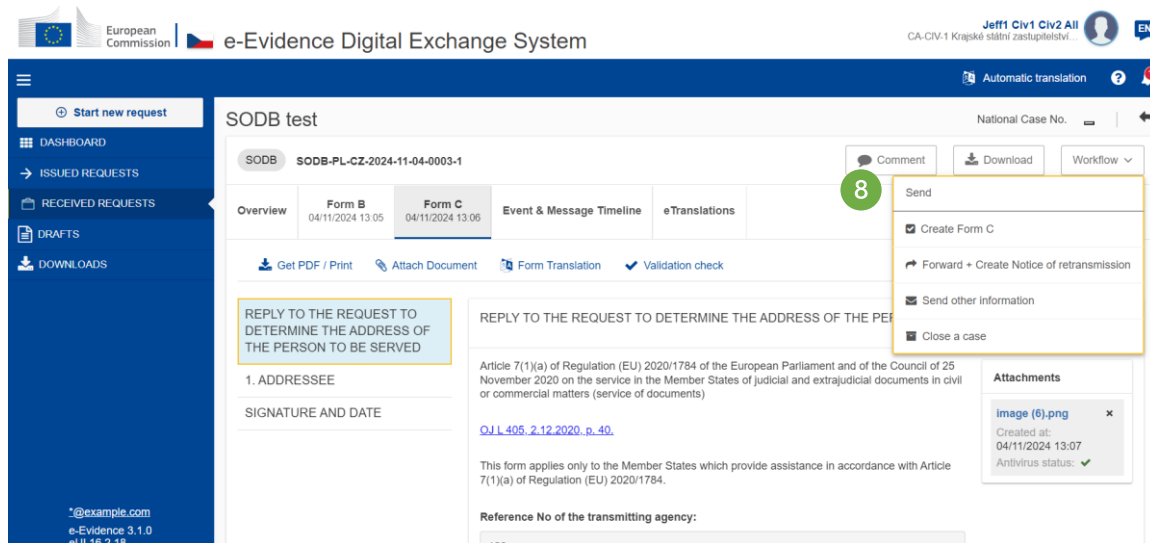 European
Commission
e-Evidence Digital Exchange System
Jeff1 Civ1 Civ2 All
CA-CIV-1 Krajské státní zastupitelství...
EN
Automatic translation
?
Start new request
DASHBOARD
ISSUED REQUESTS
RECEIVED REQUESTS
DRAFTS
DOWNLOADS
*@example.com
e-Evidence 3.1.0
eUI 16.2.18
SODB test
National Case No.
SODB SODB-PL-CZ-2024-11-04-0003-1
Comment
Download
Workflow
8
Send
Create Form C
Forward + Create Notice of retransmission
Send other information
Close a case
Overview
Form B
04/11/2024 13:05
Form C
04/11/2024 13:06
Event & Message Timeline
eTranslations
Get PDF / Print
Attach Document
Form Translation
Validation check
REPLY TO THE REQUEST TO
DETERMINE THE ADDRESS OF
THE PERSON TO BE SERVED
1. ADDRESSEE
SIGNATURE AND DATE
REPLY TO THE REQUEST TO DETERMINE THE ADDRESS OF THE PER
Article 7(1)(a) of Regulation (EU) 2020/1784 of the European Parliament and of the Council of 25
November 2020 on the service in the Member States of judicial and extrajudicial documents in civil
or commercial matters (service of documents)
OJ L 405, 2.12.2020, p. 40.
This form applies only to the Member States which provide assistance in accordance with Article
7(1)(a) of Regulation (EU) 2020/1784.
Reference No of the transmitting agency:
Attachments
image (6).png
Created at:
04/11/2024 13:07
Antivirus status: